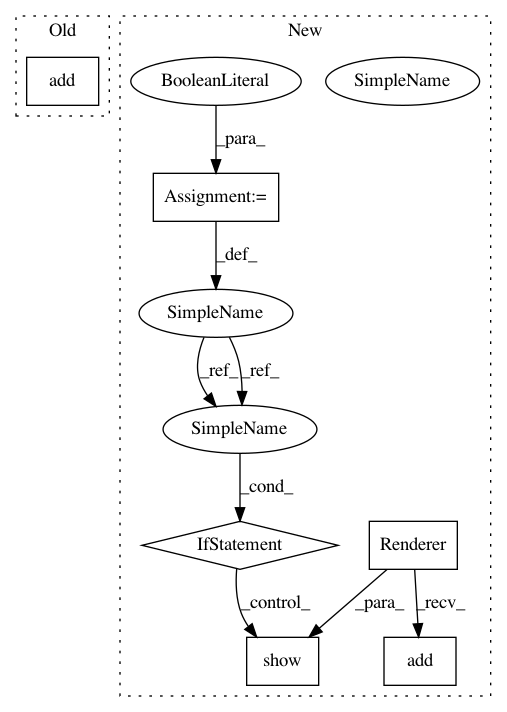 Old
New
add
BooleanLiteral
SimpleName
_para_
Assignment:=
_def_
SimpleName
_ref_
_ref_
SimpleName
_cond_
IfStatement
Renderer
_control_
_para_
_recv_
show
add